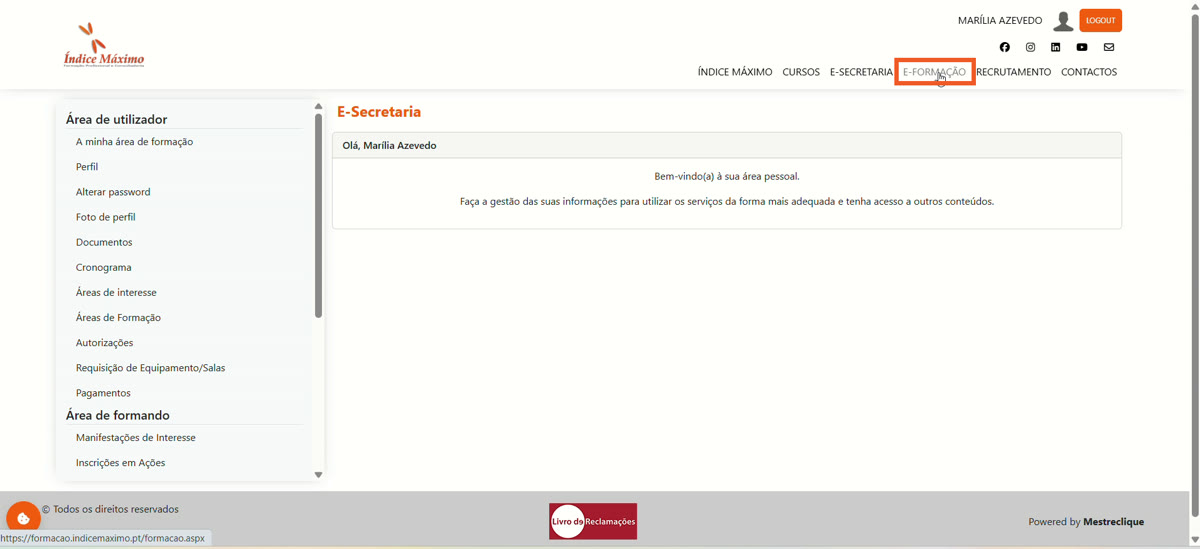 MARÍLIA AZEVEDO
LOGOUT
Índice Máximo
ÍNDICE MÁXIMO CURSOS E-SECRETARIA E-FORMAÇÃO RECRUTAMENTO CONTACTOS
Área de utilizador
A minha área de formação
Perfil
Alterar password
Foto de perfil
Documentos
Cronograma
Áreas de interesse
Áreas de Formação
Autorizações
Requisição de Equipamento/Salas
Pagamentos
Área de formando
Manifestações de Interesse
Inscrições em Ações
E-Secretaria
Olá, Marília Azevedo
Bem-vindo(a) à sua área pessoal.
Faça a gestão das suas informações para utilizar os serviços da forma mais adequada e tenha acesso a outros conteúdos.
© Todos os direitos reservados
Livro de Reclamações
Powered by Mestreclique
https://formacao.indicemaximo.pt/formacao.aspx